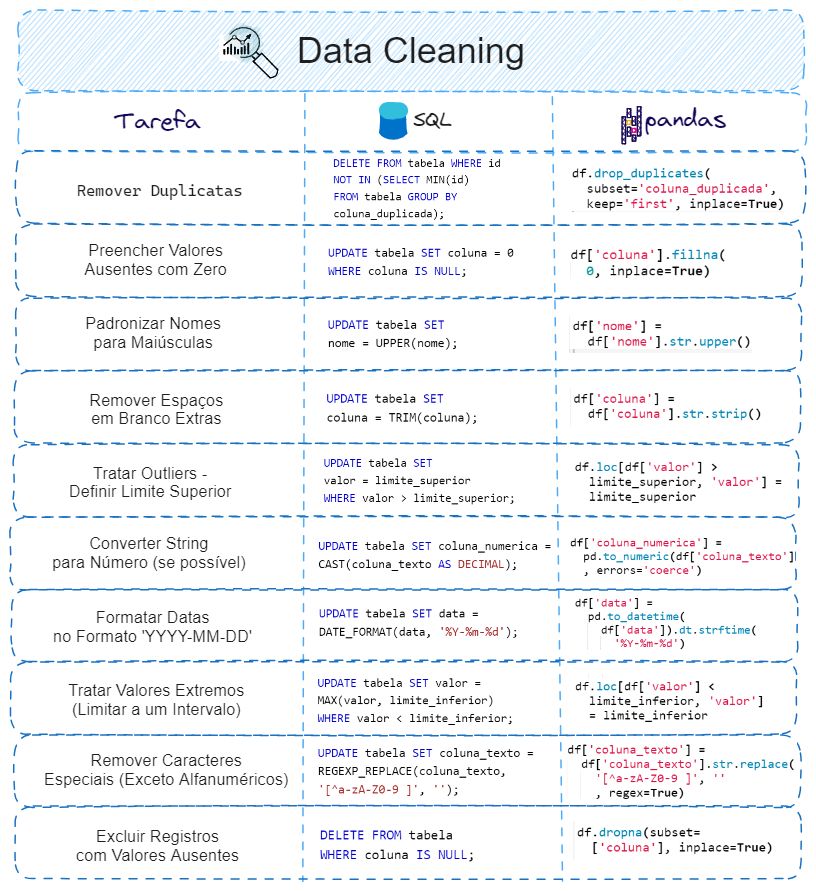 Data Cleaning
Tarefa
SQL
pandas
Remover Duplicatas
DELETE FROM tabela WHERE id
NOT IN (SELECT MIN(id)
FROM tabela GROUP BY
coluna_duplicada);
df.drop_duplicates(
subset='coluna_duplicada',
keep='first', inplace=True)
Preencher Valores
Ausentes com Zero
UPDATE tabela SET coluna = 0
WHERE coluna IS NULL;
df['coluna'].fillna(
0, inplace=True)
Padronizar Nomes
para Maiúsculas
UPDATE tabela SET
nome = UPPER(nome);
df['nome'] =
df['nome'].str.upper()
Remover Espaços
em Branco Extras
UPDATE tabela SET
coluna = TRIM(coluna);
df['coluna'] =
df['coluna'].str.strip()
Tratar Outliers -
Definir Limite Superior
UPDATE tabela SET
valor = limite_superior
WHERE valor > limite_superior;
df.loc[df['valor'] >
limite_superior, 'valor'] =
limite_superior
Converter String
para Número (se possível)
UPDATE tabela SET coluna_numerica =
CAST(coluna_texto AS DECIMAL);
df['coluna_numerica'] =
pd.to_numeric(df['coluna_texto']
, errors='coerce')
Formatar Datas
no Formato 'YYYY-MM-DD'
UPDATE tabela SET data =
DATE_FORMAT(data, '%Y-%m-%d');
df['data'] =
pd.to_datetime(
df['data']).dt.strftime(
'%Y-%m-%d')
Tratar Valores Extremos
(Limitar a um Intervalo)
UPDATE tabela SET valor =
MAX(valor, limite_inferior)
WHERE valor < limite_inferior;
df.loc[df['valor'] <
limite_inferior, 'valor']
= limite_inferior
Remover Caracteres
Especiais (Exceto Alfanuméricos)
UPDATE tabela SET coluna_texto =
REGEXP_REPLACE(coluna_texto,
'[^a-zA-Z0-9 ]', '');
df['coluna_texto'] =
df['coluna_texto'].str.replace(
'[^a-zA-Z0-9 ]', ''
, regex=True)
Excluir Registros
com Valores Ausentes
DELETE FROM tabela
WHERE coluna IS NULL;
df.dropna(subset=
['coluna'], inplace=True)